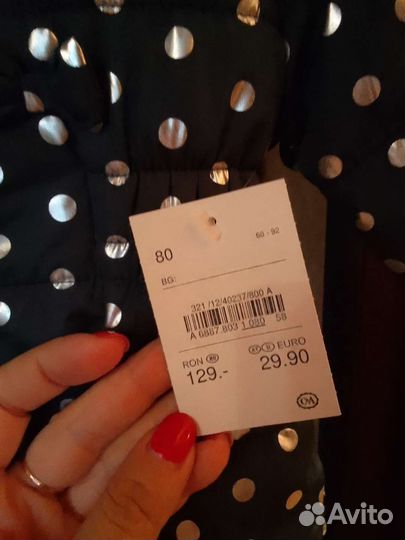 80
60 - 92
BG:
321 /12/40237/800 A
A 6887.803 1 080 58
RON RO
129.-
EURO
29.90
C&A
Avito